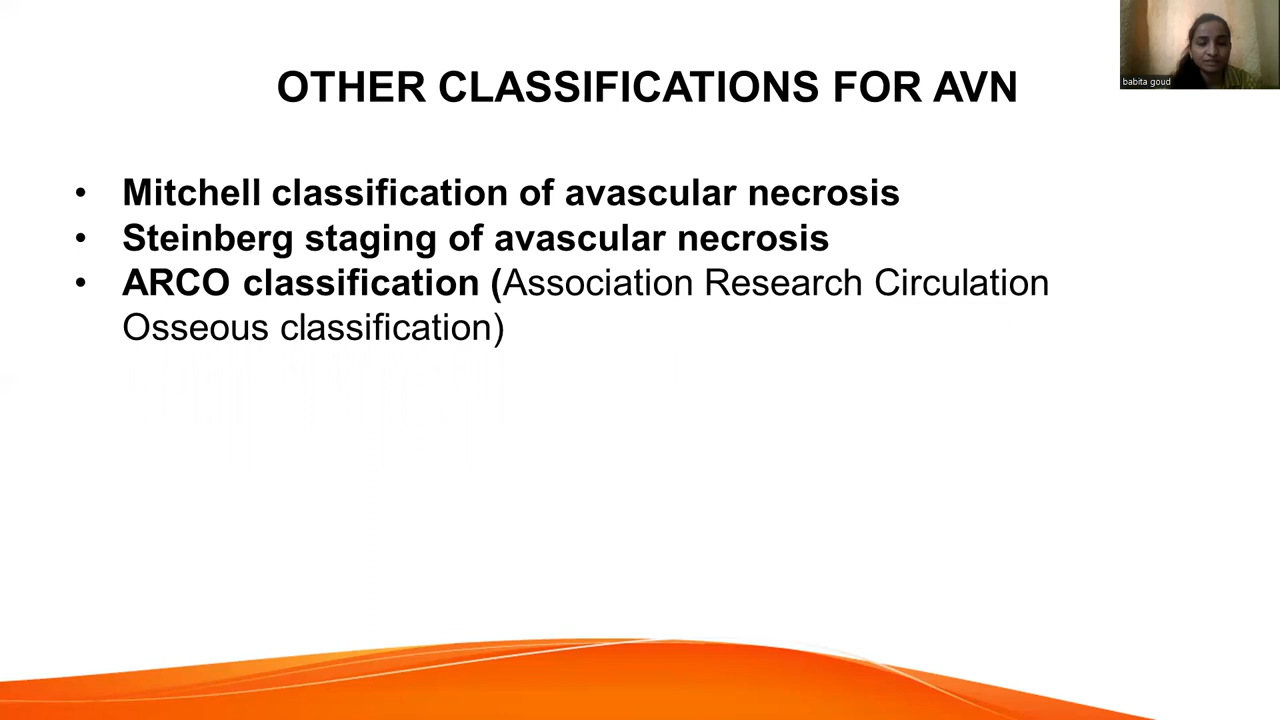 OTHER CLASSIFICATIONS FOR AVN
babita goud
• Mitchell classification of avascular necrosis
• Steinberg staging of avascular necrosis
• ARCO classification (Association Research Circulation
Osseous classification)